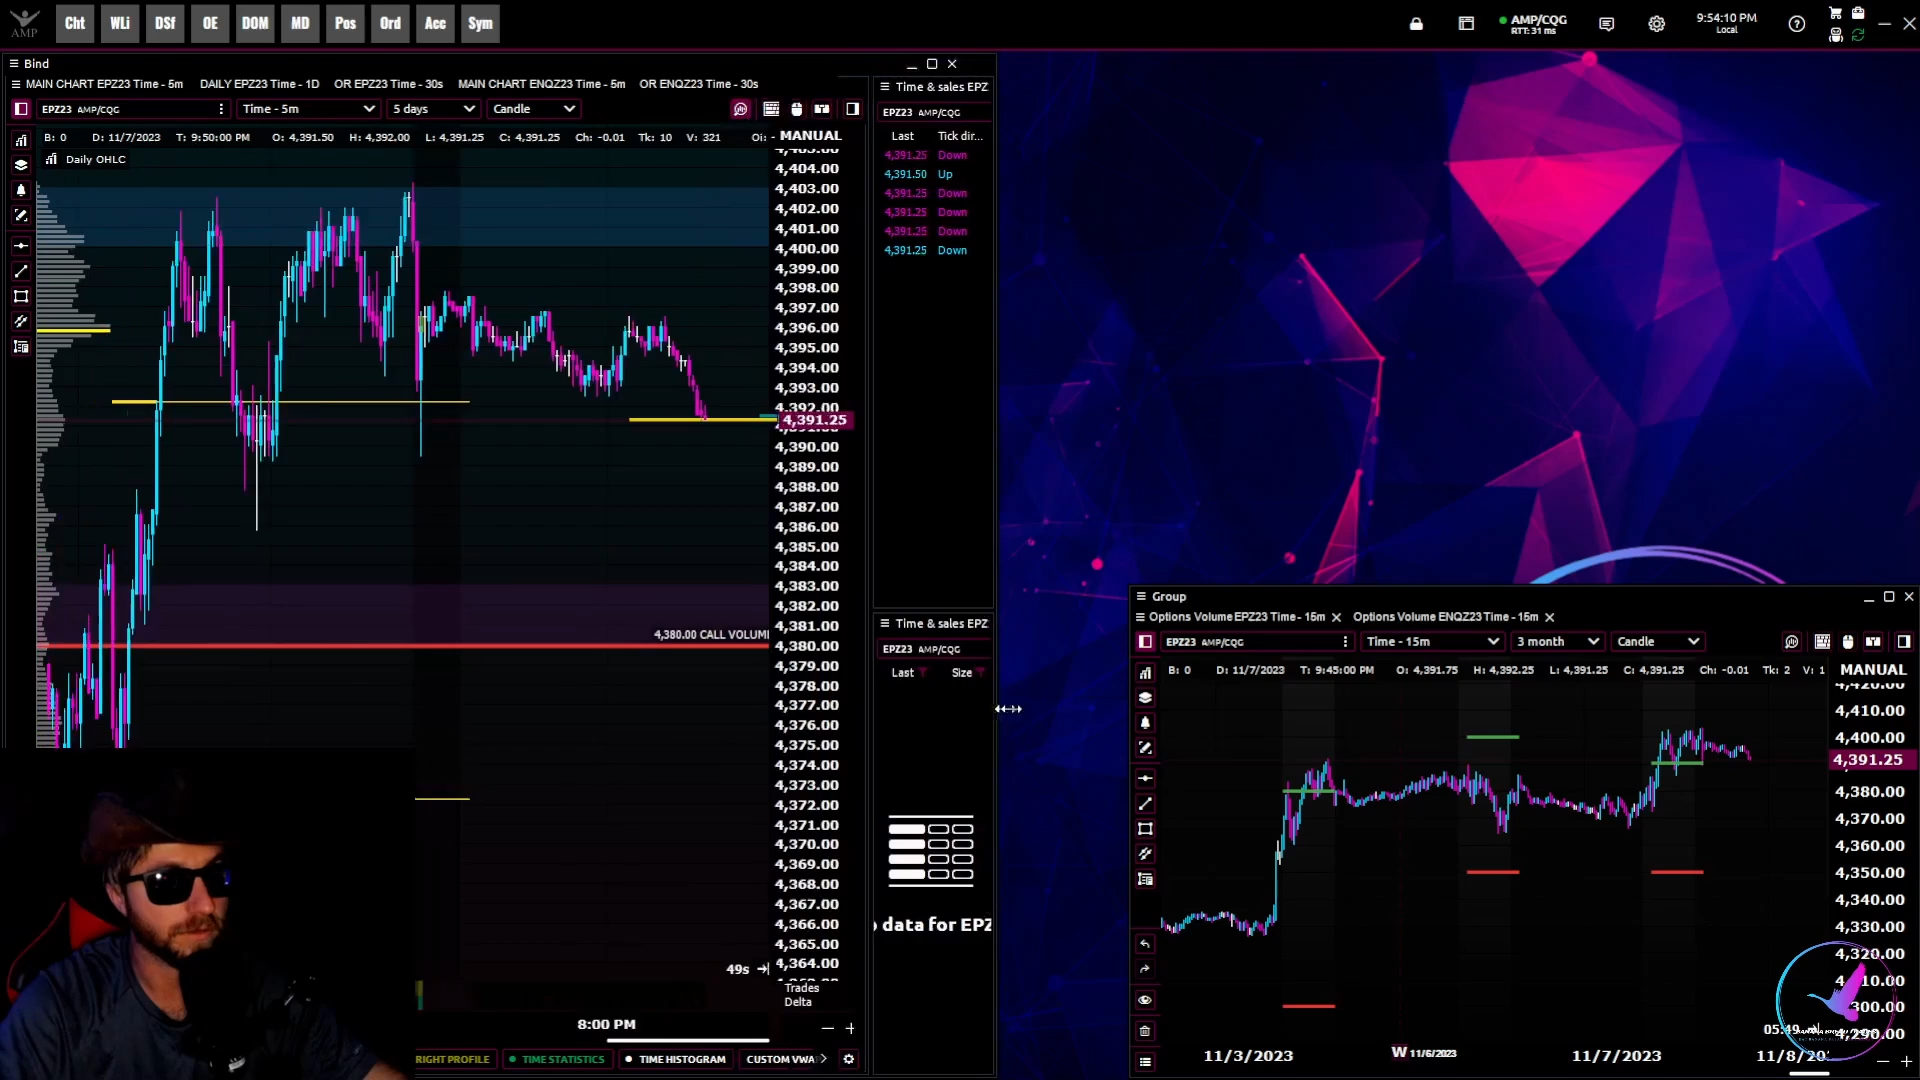 AMP
Cht
WLi
DSf
OE
DOM
MD
Pos
Ord
Acc
Sym
AMP/CQG
RTT: 31 ms
9:54:10 PM
Local
Bind
MAIN CHART EPZ23 Time - 5m
DAILY EPZ23 Time - 1D
OR EPZ23 Time - 30s
MAIN CHART ENQZ23 Time - 5m
OR ENQZ23 Time - 30s
EPZ23 AMP/CQG
Time - 5m
5 days
Candle
B: 0 D: 11/7/2023 T: 9:50:00 PM O: 4,391.50 H: 4,392.00 L: 4,391.25 C: 4,391.25 Ch: -0.01 Tk: 10 V: 321 Oi: -
MANUAL
Daily OHLC
4,404.00
4,403.00
4,402.00
4,401.00
4,400.00
4,399.00
4,398.00
4,397.00
4,396.00
4,395.00
4,394.00
4,393.00
4,392.00
4,391.25
4,390.00
4,389.00
4,388.00
4,387.00
4,386.00
4,385.00
4,384.00
4,383.00
4,382.00
4,381.00
4,380.00 CALL VOLUM
4,380.00
4,379.00
4,378.00
4,377.00
4,376.00
4,375.00
4,374.00
4,373.00
4,372.00
4,371.00
4,370.00
4,369.00
4,368.00
4,367.00
4,366.00
4,365.00
4,364.00
49s
Trades
Delta
8:00 PM
RIGHT PROFILE
TIME STATISTICS
TIME HISTOGRAM
CUSTOM VWA
Time & sales EPZ
EPZ23 AMP/CQG
Last Tick dir...
4,391.25 Down
4,391.50 Up
4,391.25 Down
4,391.25 Down
4,391.25 Down
4,391.25 Down
Time & sales EPZ
EPZ23 AMP/CQG
Last Size
data for EPZ
Group
Options Volume EPZ23 Time - 15m
Options Volume ENQZ23 Time - 15m
EPZ23 AMP/CQG
Time - 15m
3 month
Candle
B: 0 D: 11/7/2023 T: 9:45:00 PM O: 4,391.75 H: 4,392.25 L: 4,391.25 C: 4,391.25 Ch: -0.01 Tk: 2 V: 1
MANUAL
4,420.00
4,410.00
4,400.00
4,391.25
4,380.00
4,370.00
4,360.00
4,350.00
4,340.00
4,330.00
4,320.00
10.00
300.00
4,290.00
05:49
11/3/2023
W 11/6/2023
11/7/2023
11/8/20